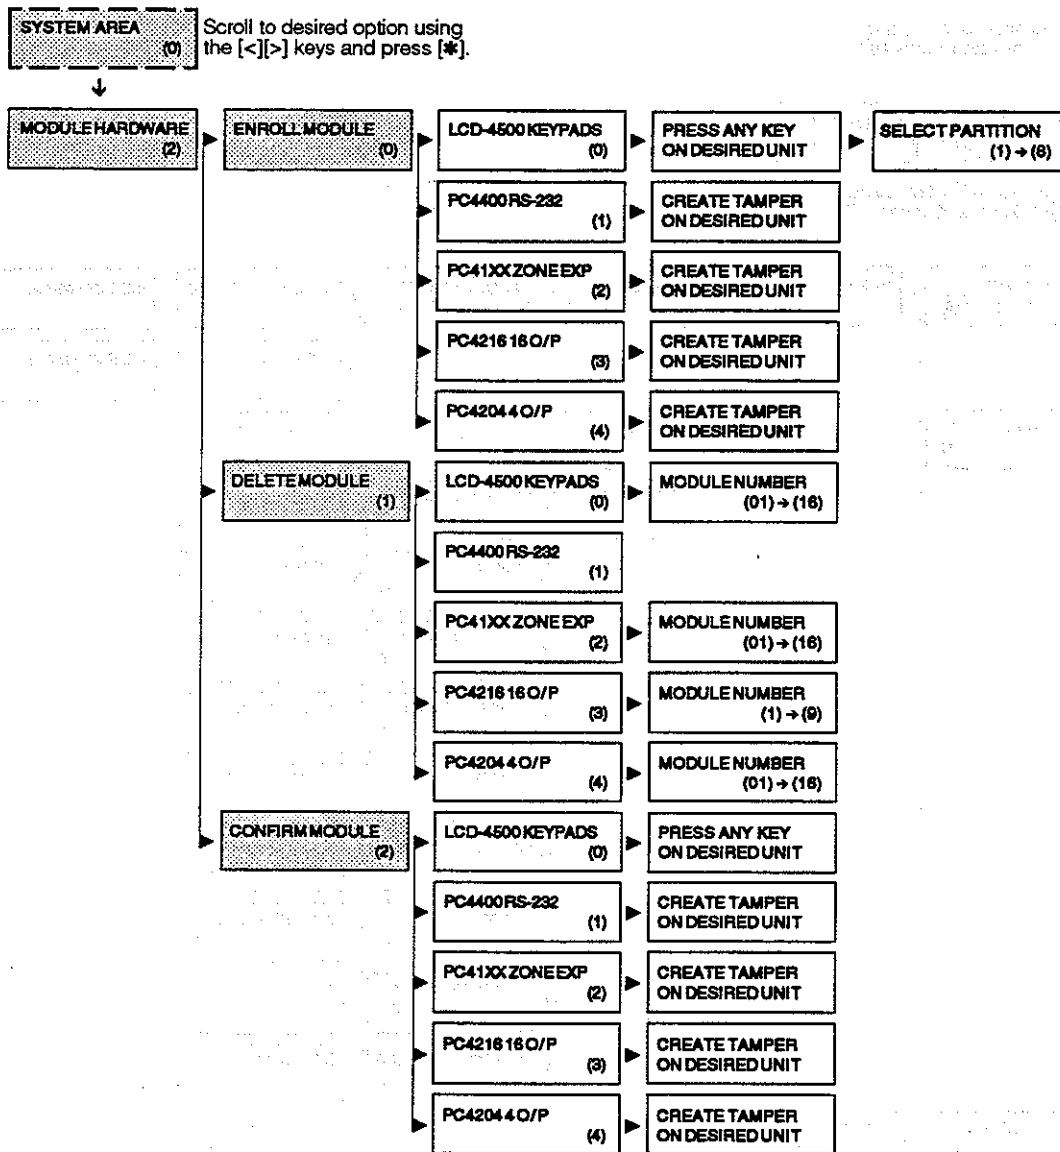 SYSTEM AREA
(0)
Scroll to desired option using
the [<][>] keys and press [✱].
MODULE HARDWARE
(2)
ENROLL MODULE
(0)
LCD-4500 KEYPADS
(0)
PRESS ANY KEY
ON DESIRED UNIT
SELECT PARTITION
(1) → (8)
PC4400 RS-232
(1)
CREATE TAMPER
ON DESIRED UNIT
PC41XX ZONE EXP
(2)
CREATE TAMPER
ON DESIRED UNIT
PC4216 16 O/P
(3)
CREATE TAMPER
ON DESIRED UNIT
PC4204 4 O/P
(4)
CREATE TAMPER
ON DESIRED UNIT
DELETE MODULE
(1)
LCD-4500 KEYPADS
(0)
MODULE NUMBER
(01) → (16)
PC4400 RS-232
(1)
PC41XX ZONE EXP
(2)
MODULE NUMBER
(01) → (16)
PC4216 16 O/P
(3)
MODULE NUMBER
(1) → (9)
PC4204 4 O/P
(4)
MODULE NUMBER
(01) → (16)
CONFIRM MODULE
(2)
LCD-4500 KEYPADS
(0)
PRESS ANY KEY
ON DESIRED UNIT
PC4400 RS-232
(1)
CREATE TAMPER
ON DESIRED UNIT
PC41XX ZONE EXP
(2)
CREATE TAMPER
ON DESIRED UNIT
PC4216 16 O/P
(3)
CREATE TAMPER
ON DESIRED UNIT
PC4204 4 O/P
(4)
CREATE TAMPER
ON DESIRED UNIT